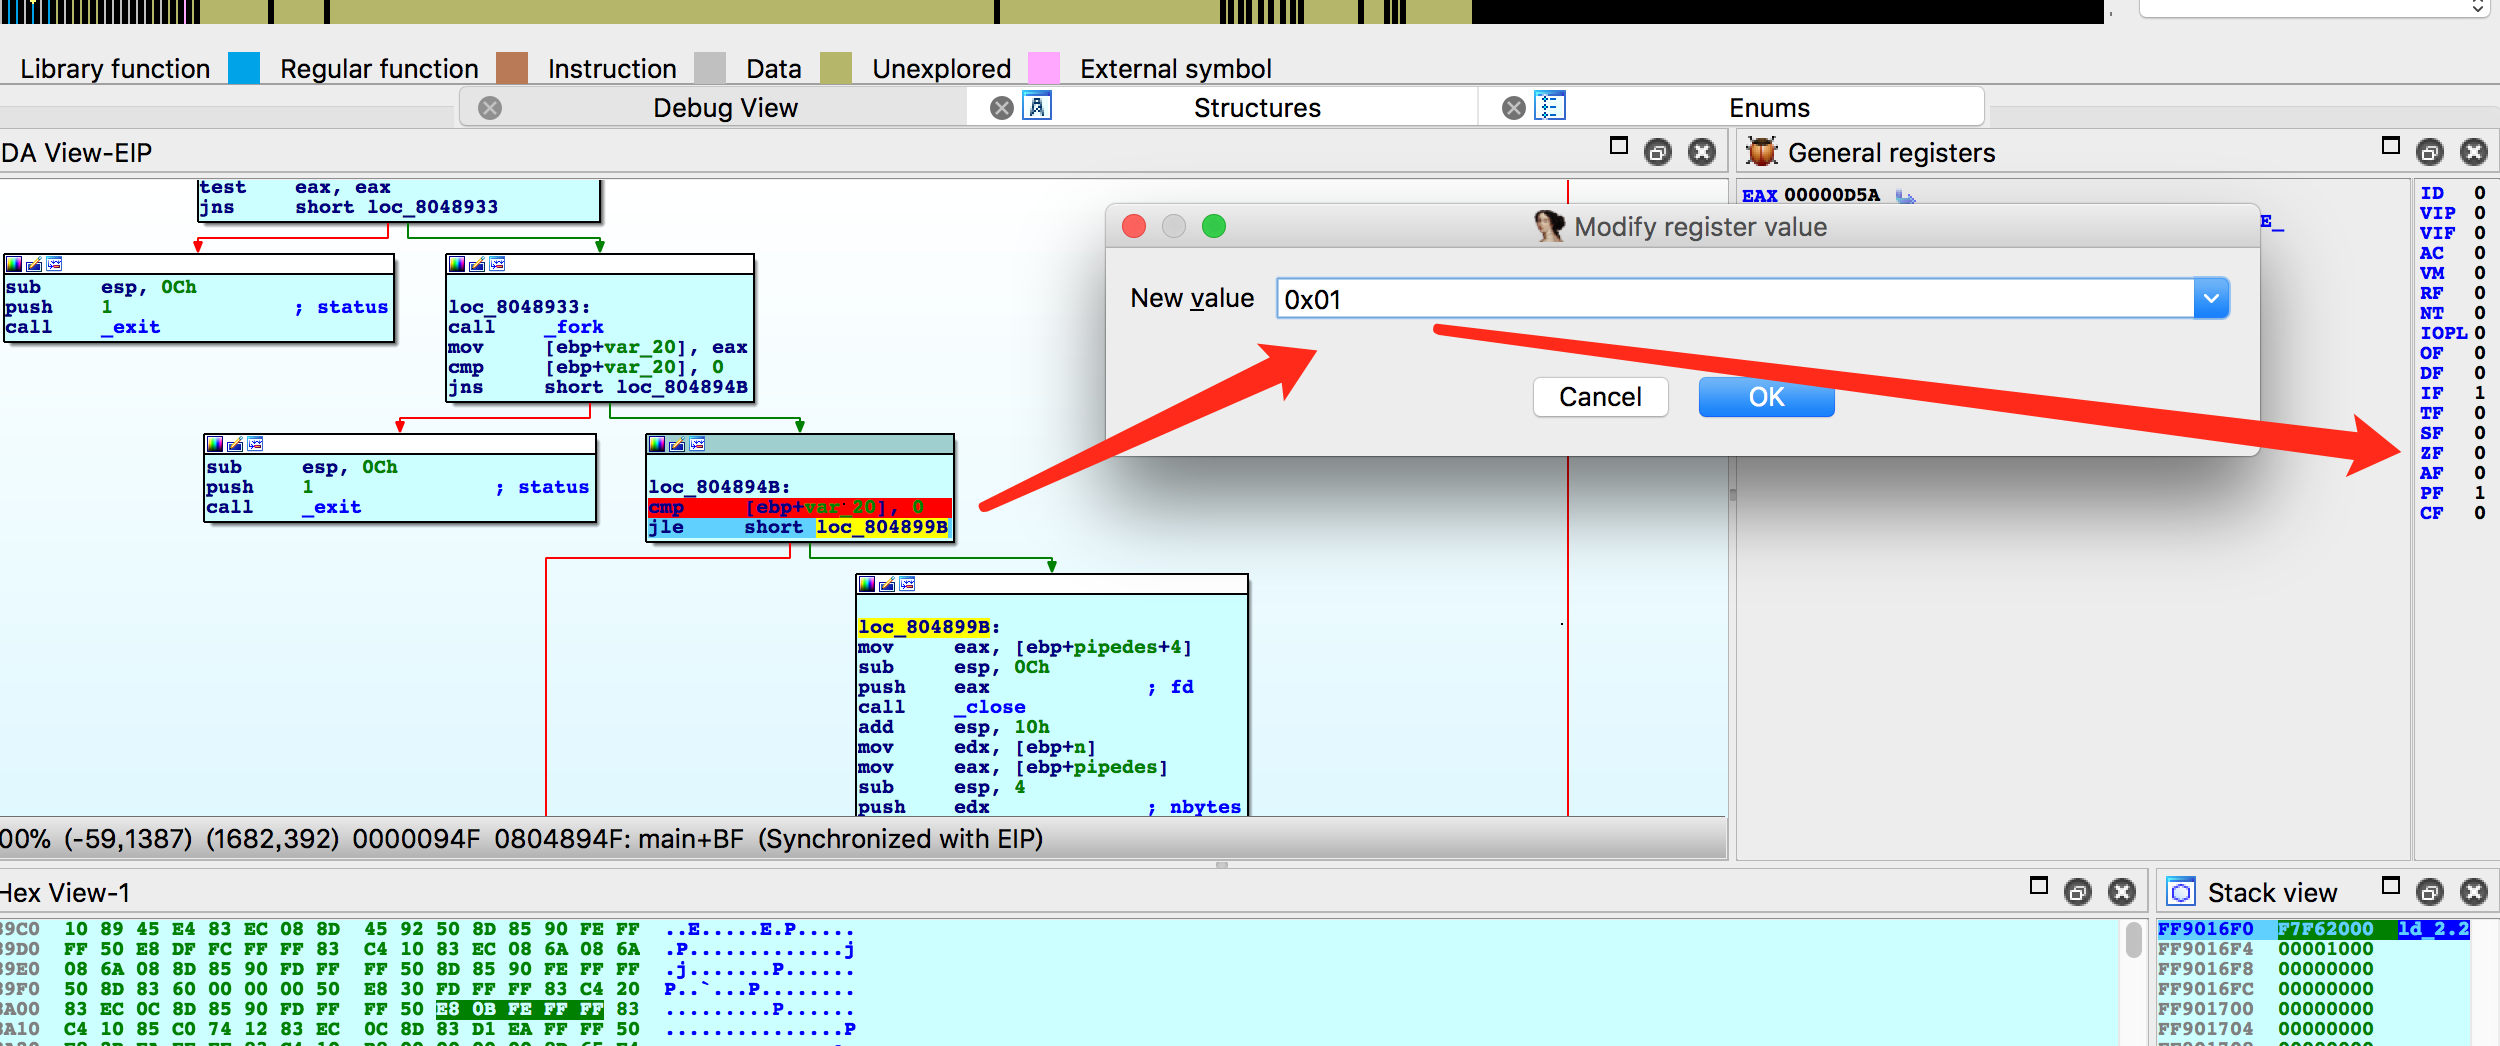 Library function Regular function Instruction Data Unexplored External symbol
Debug View Structures Enums
DA View-EIP
General registers
test eax, eax
jns short loc_8048933
sub esp, 0Ch
push 1 ; status
call _exit
loc_8048933:
call _fork
mov [ebp+var_20], eax
cmp [ebp+var_20], 0
jns short loc_804894B
sub esp, 0Ch
push 1 ; status
call _exit
loc_804894B:
cmp [ebp+var_20], 0
jle short loc_804899B
loc_804899B:
mov eax, [ebp+pipedes+4]
sub esp, 0Ch
push eax ; fd
call _close
add esp, 10h
mov edx, [ebp+n]
mov eax, [ebp+pipedes]
sub esp, 4
push edx ; nbytes
EAX 00000D5A
E_
Modify register value
New value 0x01
Cancel OK
ID 0
VIP 0
VIF 0
AC 0
VM 0
RF 0
NT 0
IOPL 0
OF 0
DF 0
IF 1
TF 0
SF 0
ZF 0
AF 0
PF 1
CF 0
00% (-59,1387) (1682,392) 0000094F 0804894F: main+BF (Synchronized with EIP)
Hex View-1
39C0 10 89 45 E4 83 EC 08 8D 45 92 50 8D 85 90 FE FF ..E.....E.P.....
39D0 FF 50 E8 DF FC FF FF 83 C4 10 83 EC 08 6A 08 6A .P.............j
39E0 08 6A 08 8D 85 90 FD FF FF 50 8D 85 90 FE FF FF .j.......P......
39F0 50 8D 83 60 00 00 00 50 E8 30 FD FF FF 83 C4 20 P..`...P........
3A00 83 EC 0C 8D 85 90 FD FF FF 50 E8 0B FE FF FF 83 .........P......
3A10 C4 10 85 C0 74 12 83 EC 0C 8D 83 D1 EA FF FF 50 ...............P
Stack view
FF9016F0 F7F62000 ld_2.2
FF9016F4 00001000
FF9016F8 00000000
FF9016FC 00000000
FF901700 00000000
FF901704 00000000